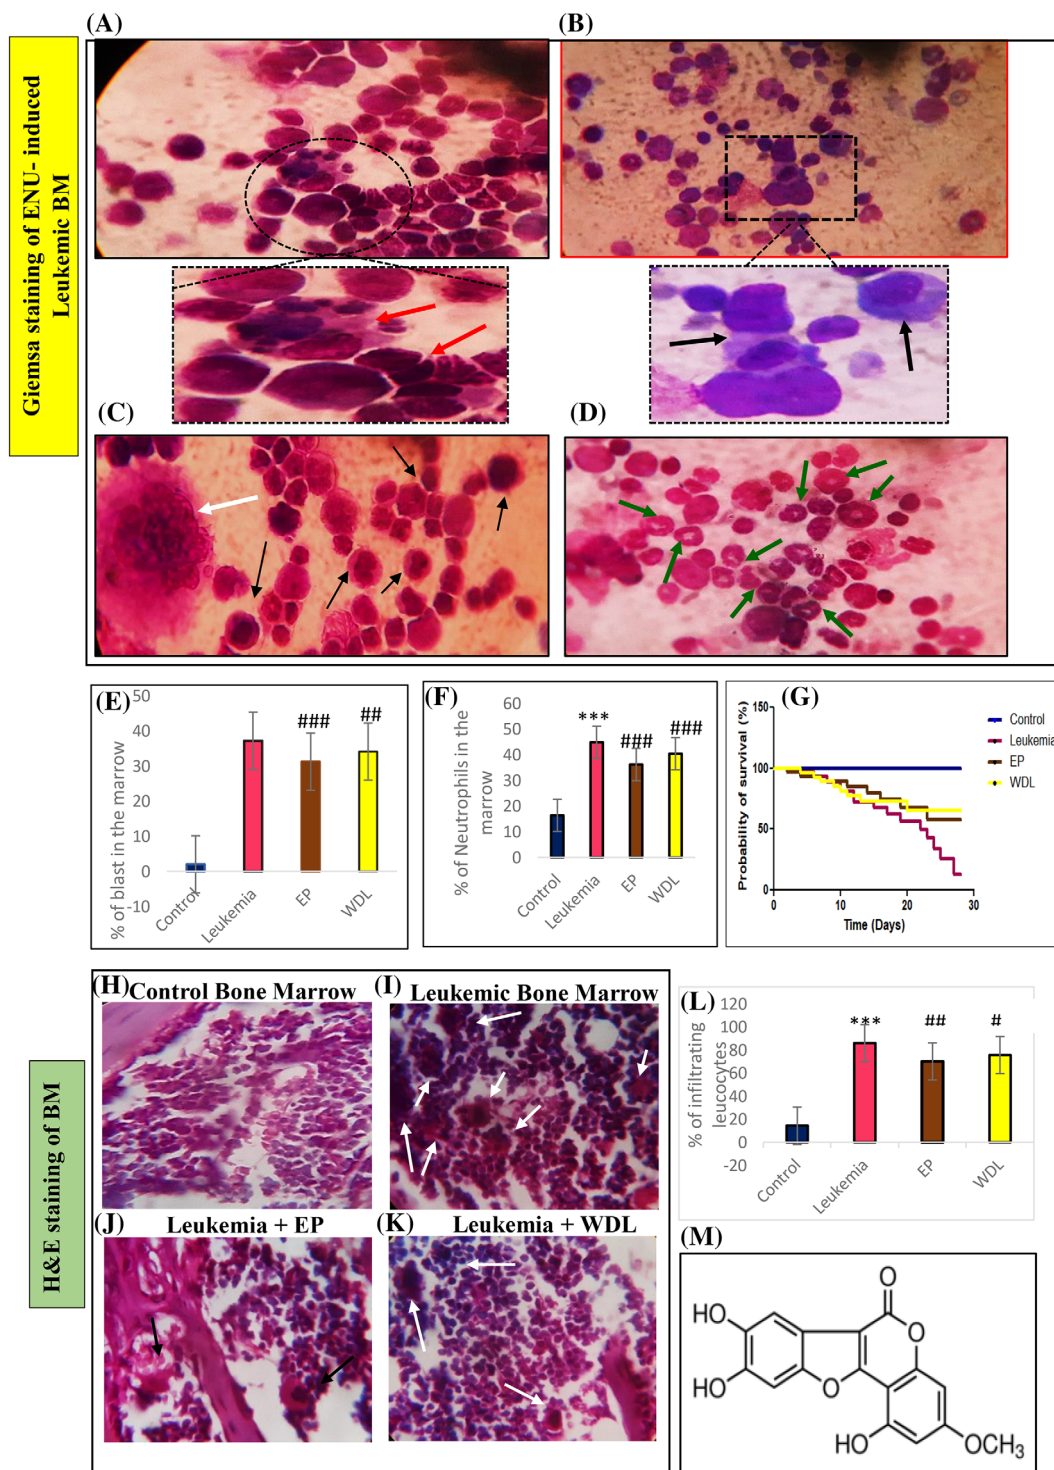 (A)
(B)
Giemsa staining of ENU- induced
Leukemic BM
(C)
(D)
(E)
% of blast in the marrow
50
40
30
20
10
0
-10
###
##
Control
Leukemia
EP
WDL
(F)
% of Neutrophils in the
marrow
60
50
40
30
20
10
0
***
###
###
Control
Leukemia
EP
WDL
(G)
Probability of survival (%)
150
100
50
0
0
10
20
30
Time (Days)
Control
Leukemia
EP
WDL
H&E staining of BM
(H)
Control Bone Marrow
(I)
Leukemic Bone Marrow
(J)
Leukemia + EP
(K)
Leukemia + WDL
(L)
% of infiltrating
leucocytes
120
100
80
60
40
20
0
-20
***
##
#
Control
Leukemia
EP
WDL
(M)
O
HO
O
HO
O
HO
OCH3